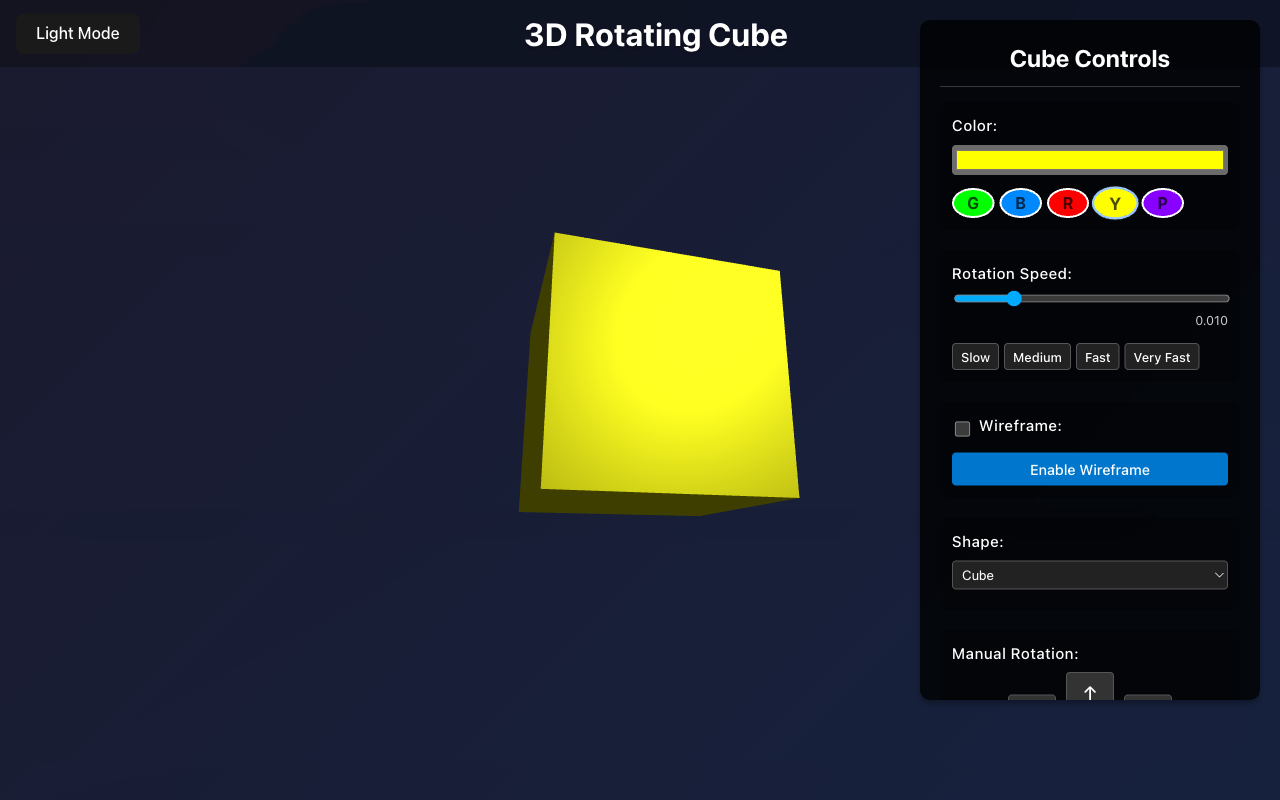 Light Mode
3D Rotating Cube
Cube Controls
Color:
G B R Y P
Rotation Speed:
0.010
Slow Medium Fast Very Fast
Wireframe:
Enable Wireframe
Shape:
Cube
Manual Rotation:
↑